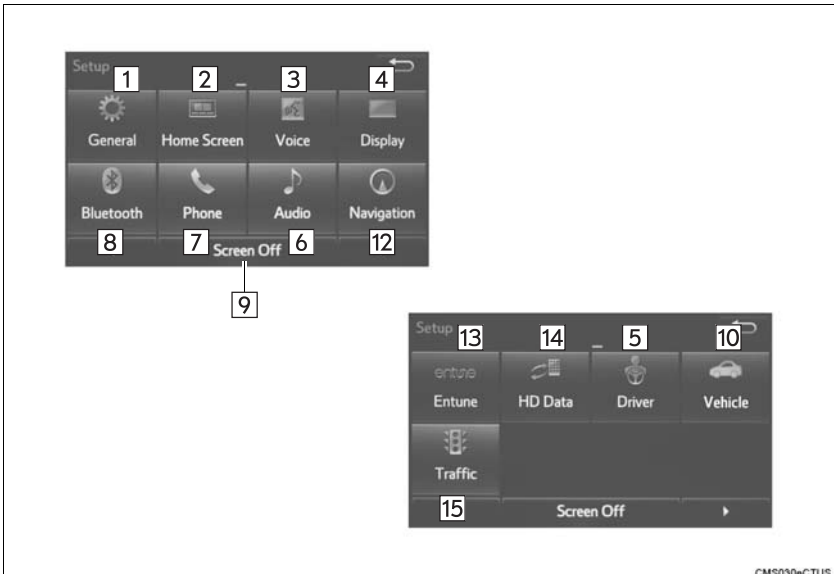 Setup
1 2 3 4
General Home Screen Voice Display
Bluetooth Phone Audio Navigation
8 7 6 12
Screen Off
9
Setup
13 14 5 10
entune
Entune HD Data Driver Vehicle
Traffic
15
Screen Off
CMS030eCTUS